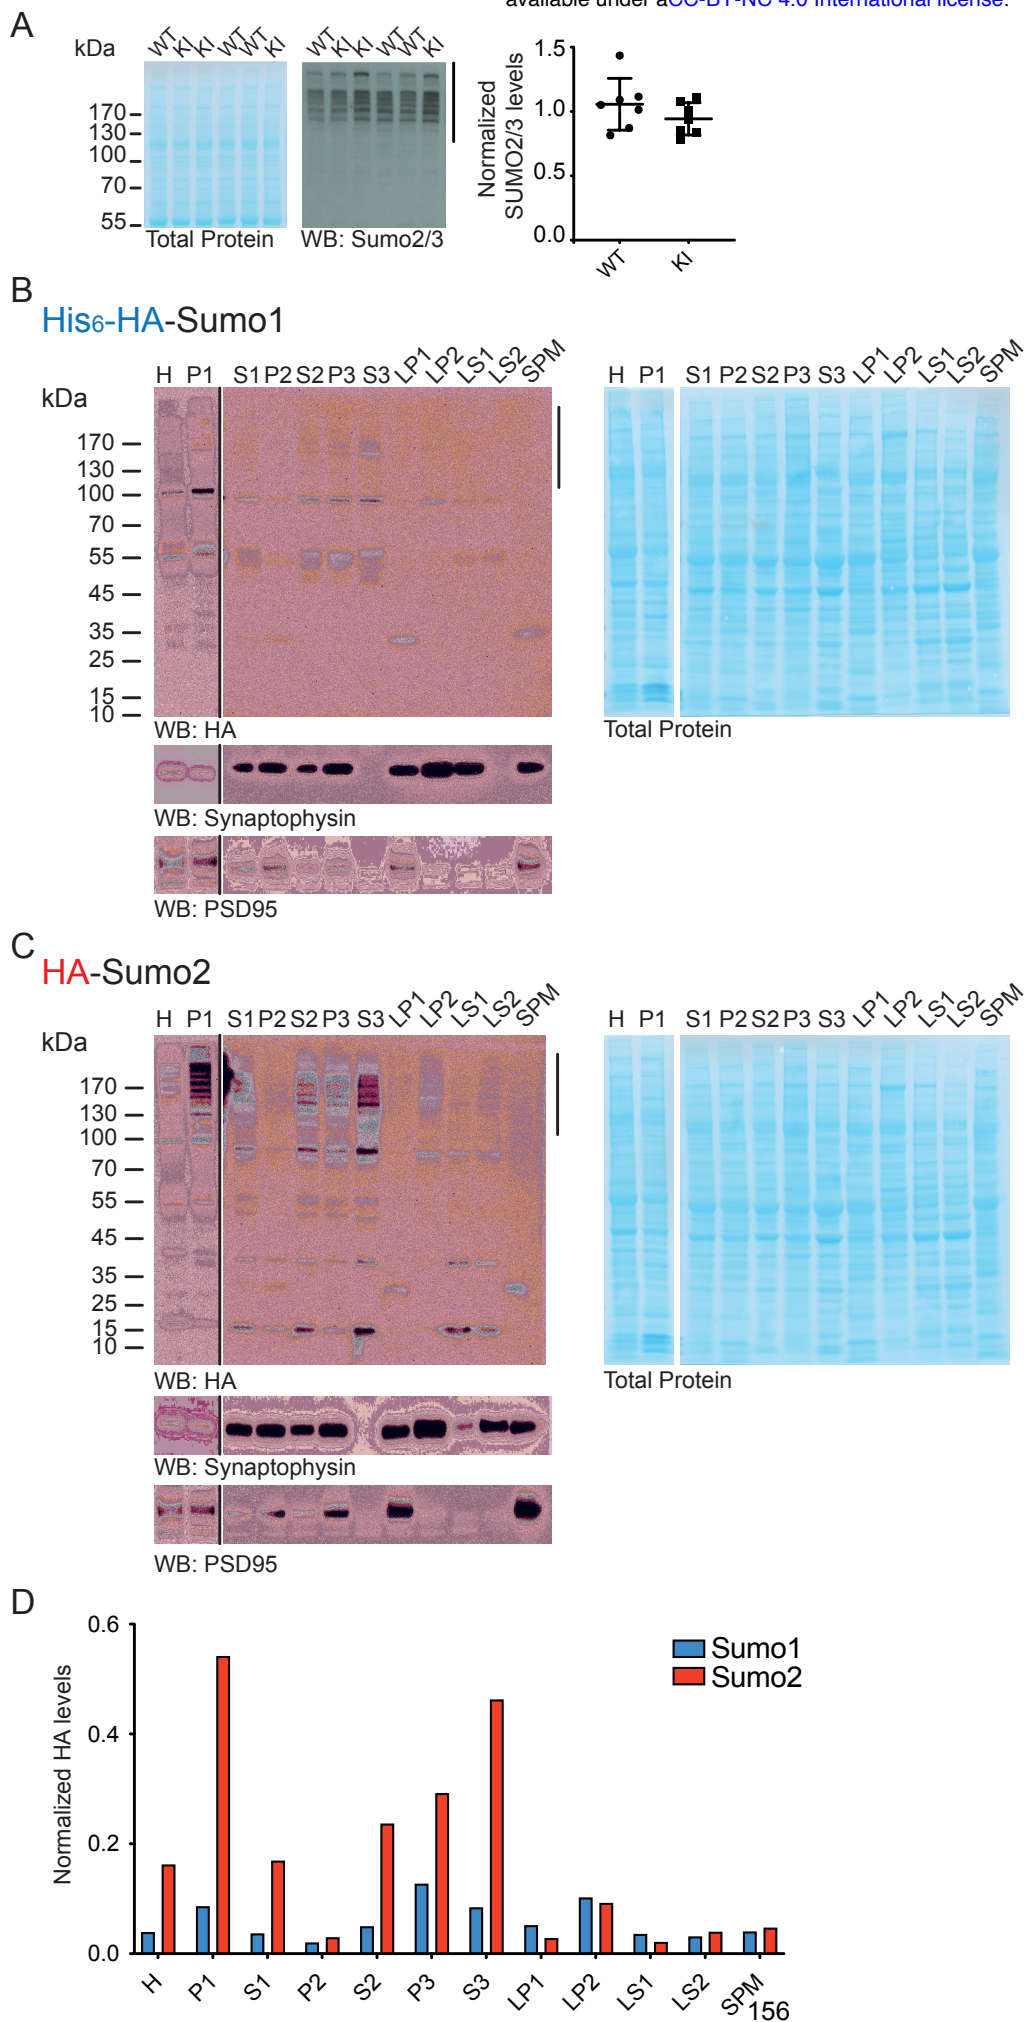 available under aCC-BY-NC 4.0 International license.
A
kDa
WT KI KI WT WT KI
WT KI KI WT WT KI
170
130
100
70
55
Total Protein
WB: Sumo2/3
Normalized
SUMO2/3 levels
1.5
1.0
0.5
0.0
WT KI
B
His6-HA-Sumo1
H P1 S1 P2 S2 P3 S3 LP1 LP2 LS1 LS2 SPM
H P1 S1 P2 S2 P3 S3 LP1 LP2 LS1 LS2 SPM
kDa
170
130
100
70
55
45
35
25
15
10
WB: HA
Total Protein
WB: Synaptophysin
WB: PSD95
C
HA-Sumo2
H P1 S1 P2 S2 P3 S3 LP1 LP2 LS1 LS2 SPM
H P1 S1 P2 S2 P3 S3 LP1 LP2 LS1 LS2 SPM
kDa
170
130
100
70
55
45
35
25
15
10
WB: HA
Total Protein
WB: Synaptophysin
WB: PSD95
D
Normalized HA levels
0.6
0.4
0.2
0.0
Sumo1
Sumo2
H P1 S1 P2 S2 P3 S3 LP1 LP2 LS1 LS2 SPM
156